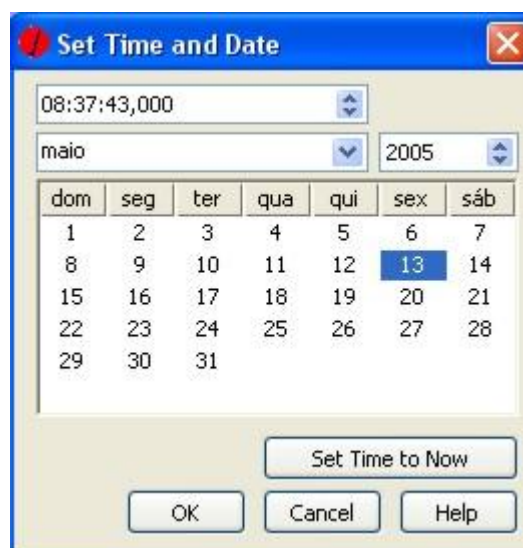 Set Time and Date
08:37:43,000
maio 2005
dom seg ter qua qui sex sáb
1 2 3 4 5 6 7
8 9 10 11 12 13 14
15 16 17 18 19 20 21
22 23 24 25 26 27 28
29 30 31
Set Time to Now
OK Cancel Help